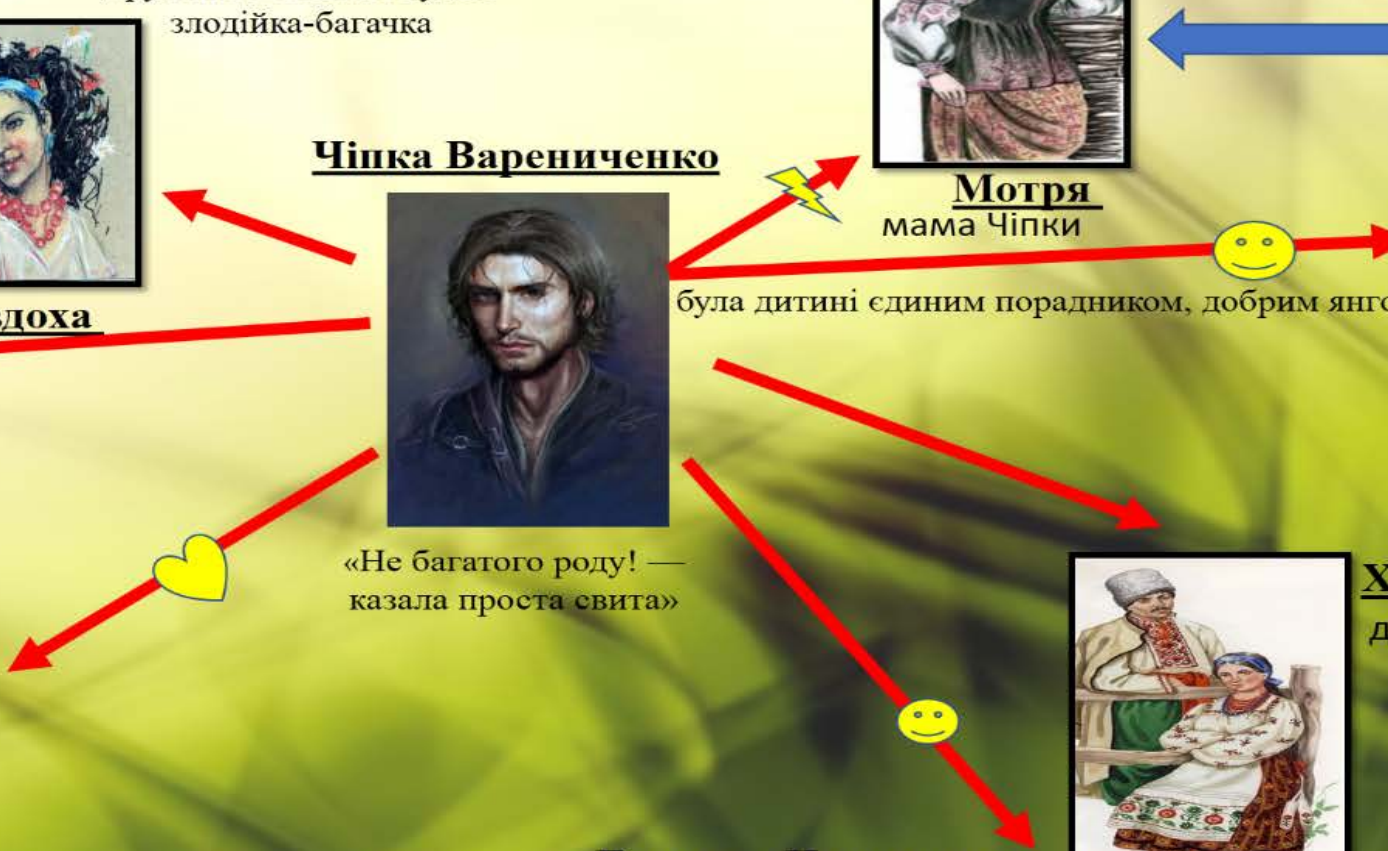 злодійка-багачка
Чіпка Варениченко
Мотря
мама Чіпки
була дитині єдиним порадником, добрим
«Не багатого роду! —
казала проста свита»